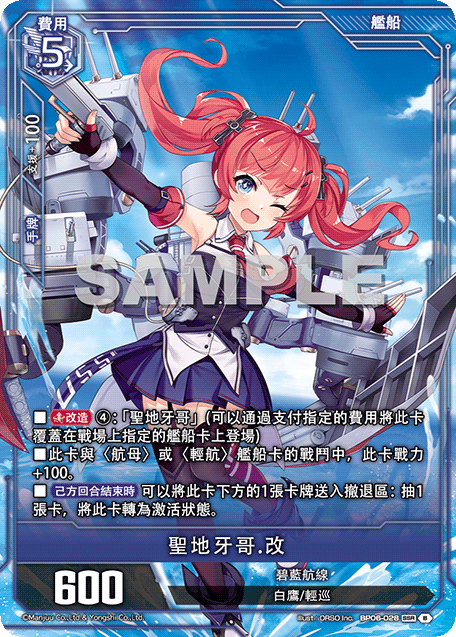 費用
5
艦船
支援+100
手牌
SAMPLE
USS
■ 改造 ④:「聖地牙哥」(可以通過支付指定的費用將此卡
覆蓋在戰場上指定的艦船卡上登場)
■此卡與〈航母〉或〈輕航〉艦船卡的戰鬥中，此卡戰力
+100。
■ 己方回合結束時 可以將此卡下方的1張卡牌送入撤退區：抽1
張卡，將此卡轉為激活狀態。
聖地牙哥.改
600
碧藍航線
白鷹/輕巡
©Manjuu Co.,Ltd & Yongshi Co.,Ltd
Illust DRSO Inc.
BP06-028 SSR